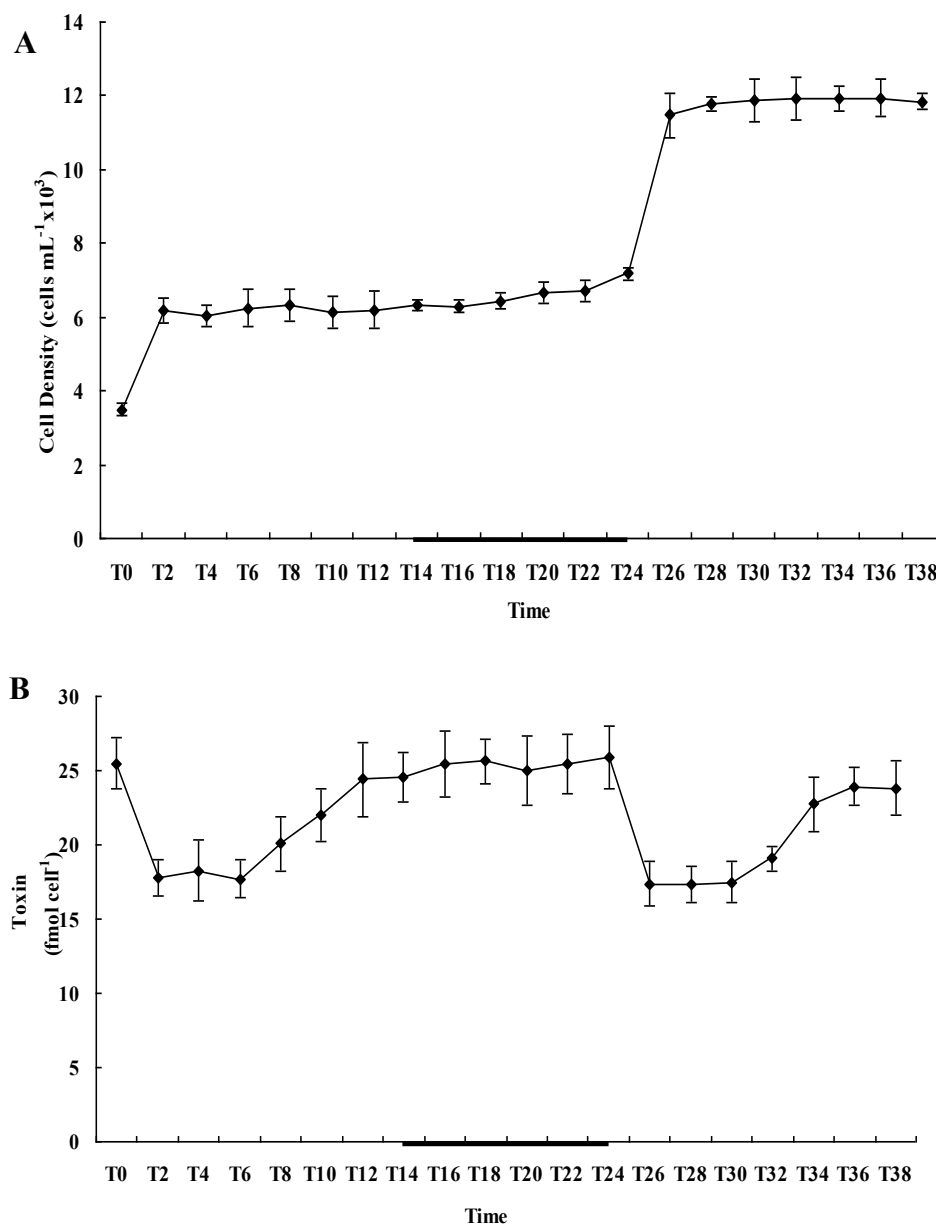 A
14
12
10
8
6
4
2
0
Cell Density (cells mL⁻¹x10³)
T0 T2 T4 T6 T8 T10 T12 T14 T16 T18 T20 T22 T24 T26 T28 T30 T32 T34 T36 T38
Time
B
30
25
20
15
10
5
0
Toxin
(fmol cell¹)
T0 T2 T4 T6 T8 T10 T12 T14 T16 T18 T20 T22 T24 T26 T28 T30 T32 T34 T36 T38
Time